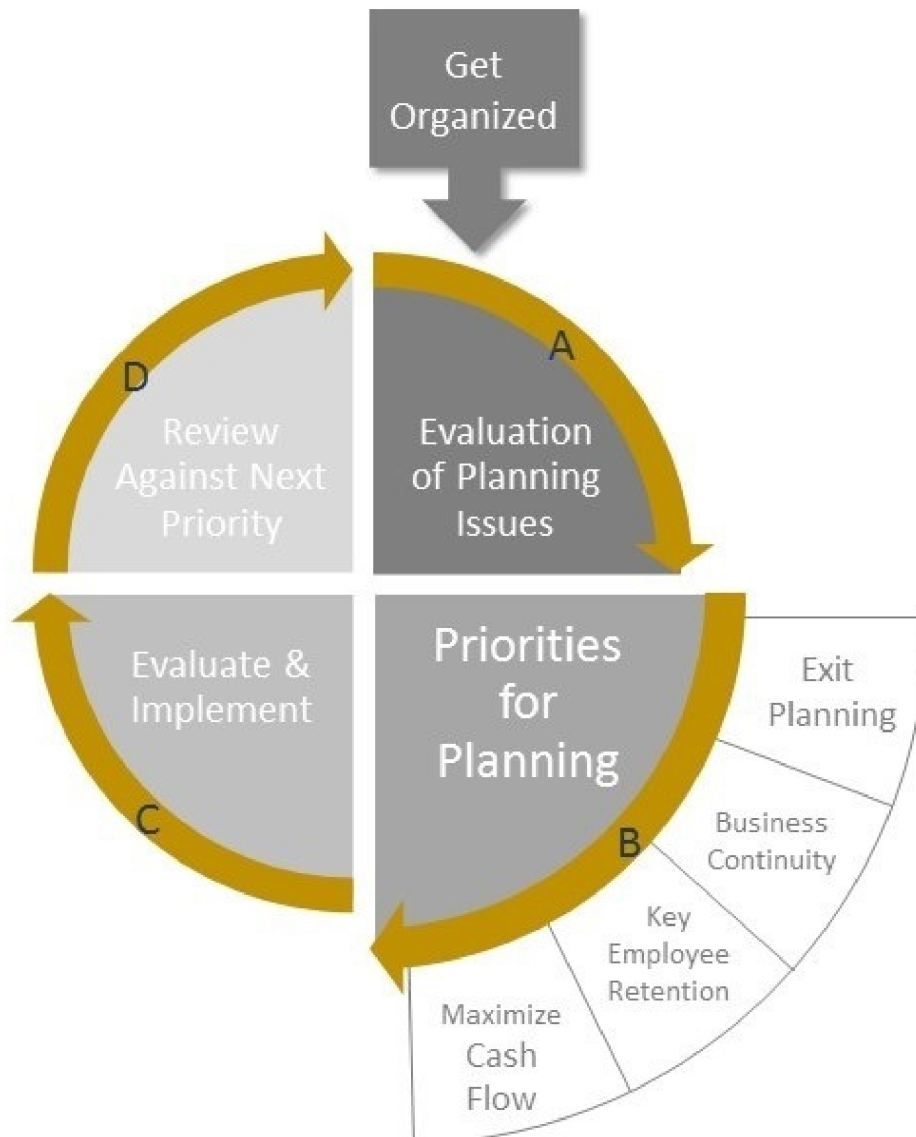 Get
Organized
A
Evaluation
of Planning
Issues
B
Priorities
for
Planning
Exit
Planning
Business
Continuity
Key
Employee
Retention
Maximize
Cash
Flow
C
Evaluate &
Implement
D
Review
Against Next
Priority